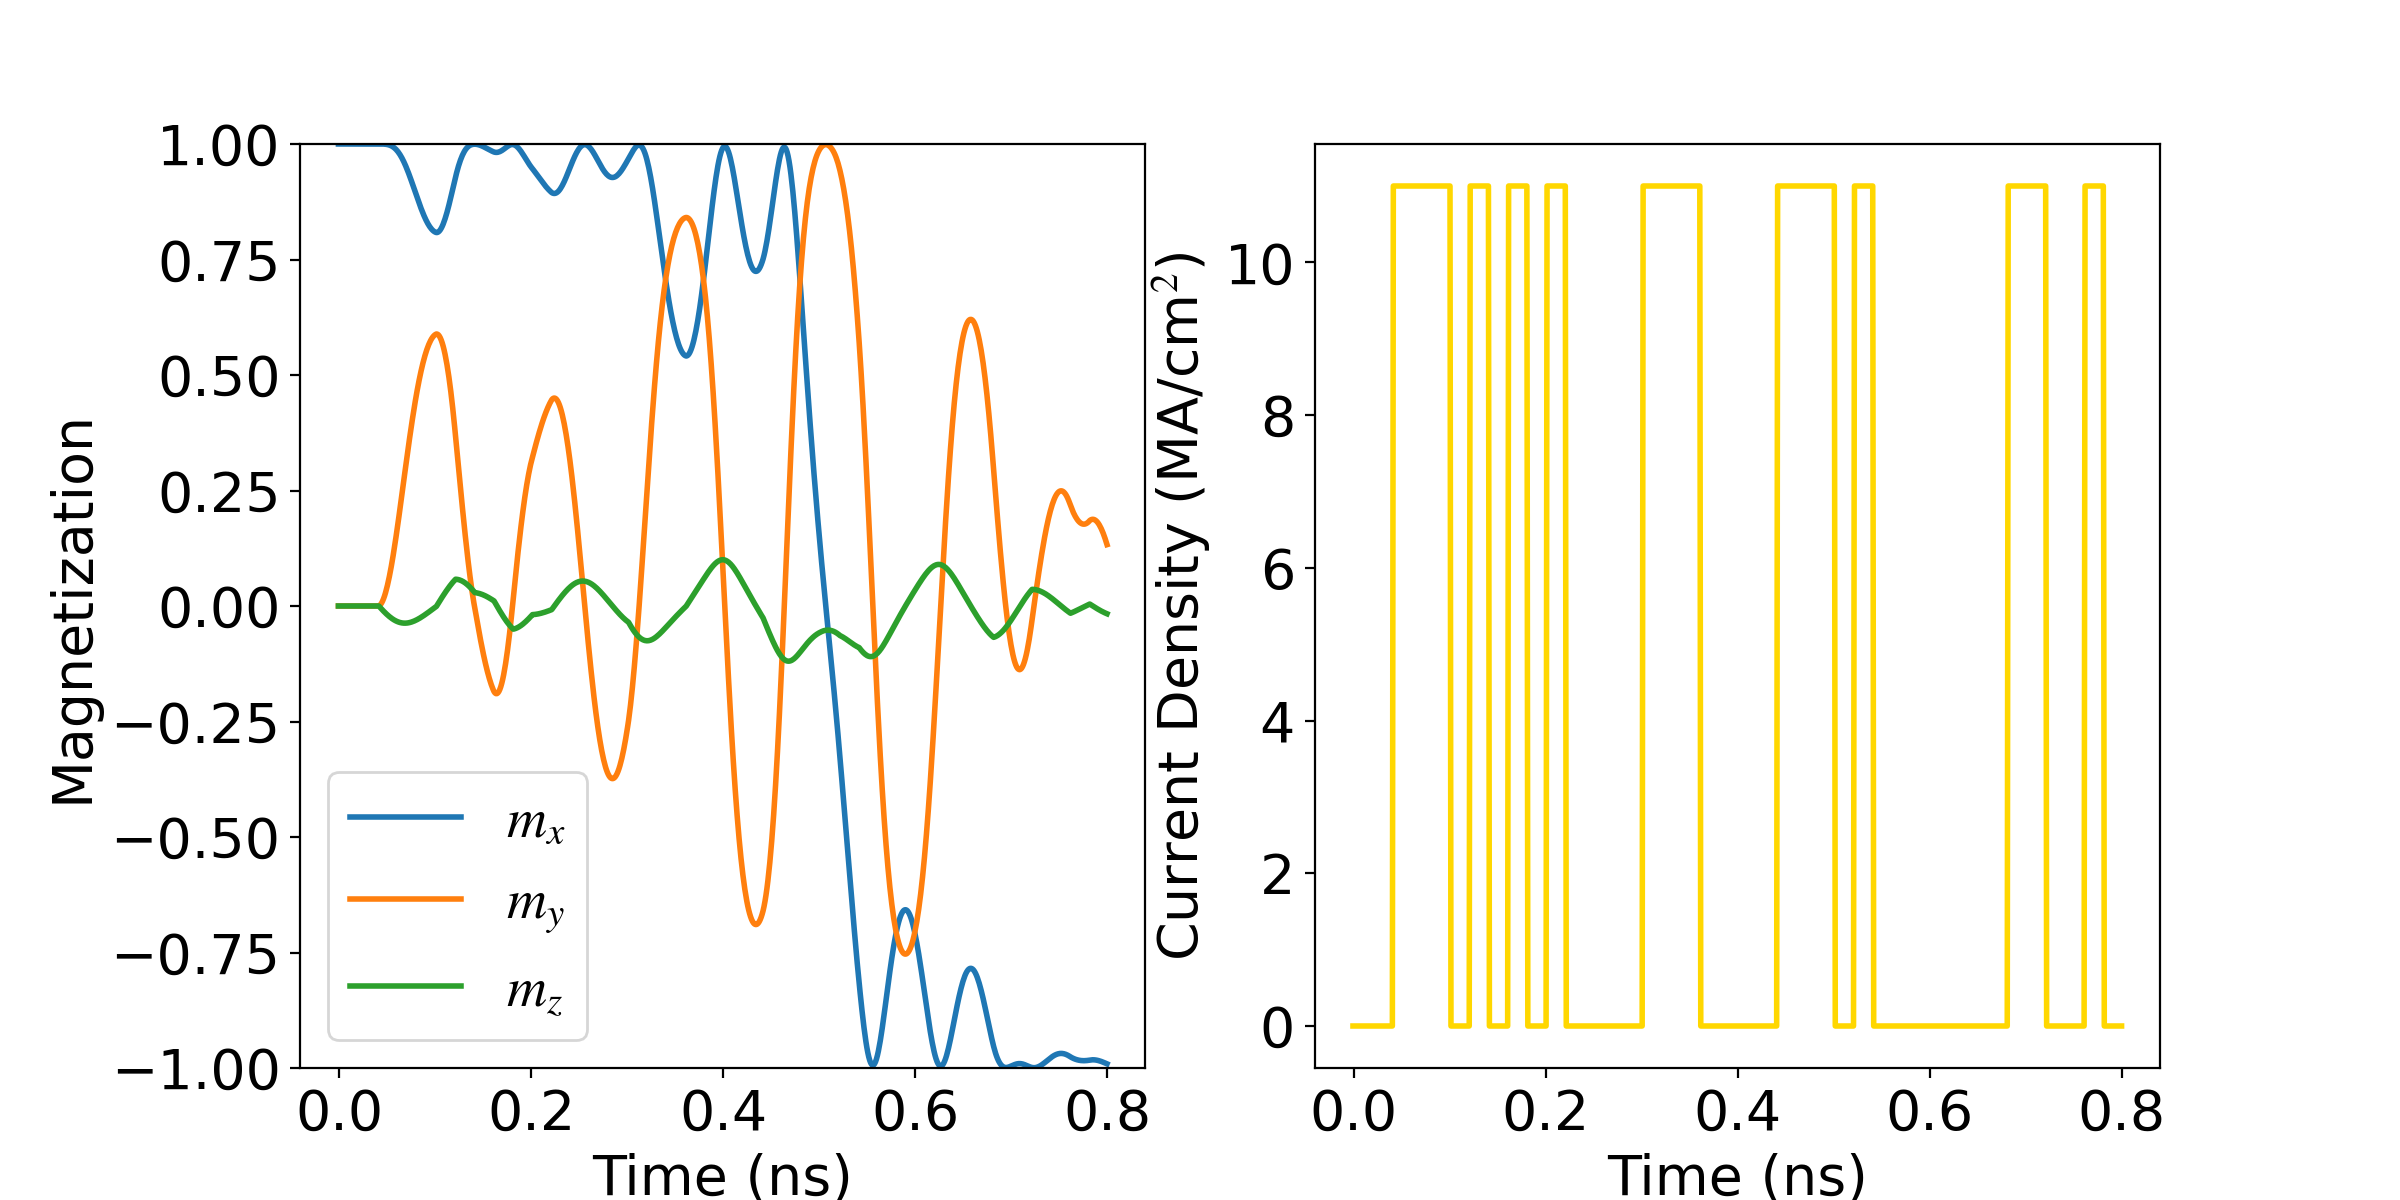 Magnetization
1.00
0.75
0.50
0.25
0.00
−0.25
−0.50
−0.75
−1.00
m_x
m_y
m_z
0.0 0.2 0.4 0.6 0.8
Time (ns)
Current Density (MA/cm²)
10
8
6
4
2
0
0.0 0.2 0.4 0.6 0.8
Time (ns)